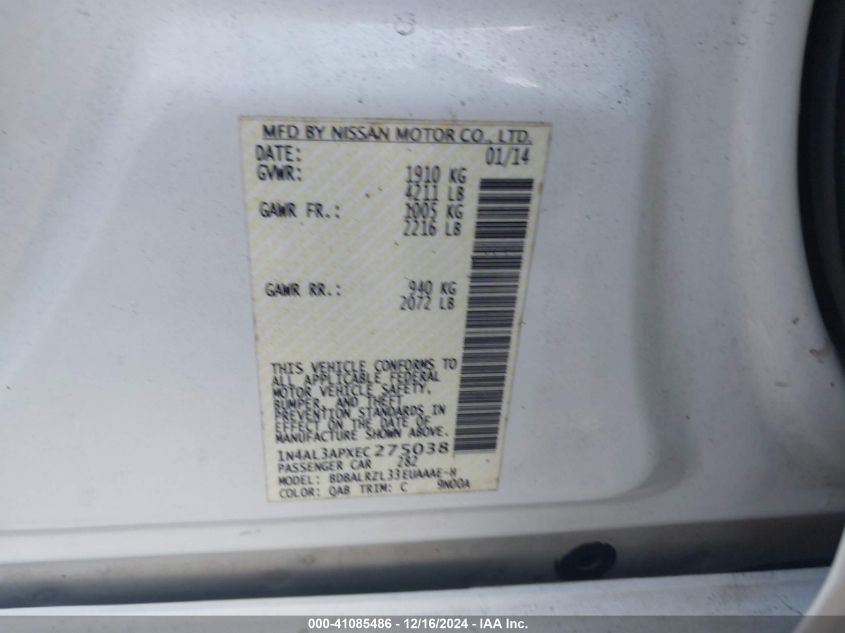 MFD BY NISSAN MOTOR CO., LTD.
DATE: 01/14
GVWR: 1910 KG
4211 LB
GAWR FR.: 1005 KG
2216 LB
GAWR RR.: 940 KG
2072 LB
THIS VEHICLE CONFORMS TO
ALL APPLICABLE FEDERAL
MOTOR VEHICLE SAFETY,
BUMPER, AND THEFT
PREVENTION STANDARDS IN
EFFECT ON THE DATE OF
MANUFACTURE SHOWN ABOVE.
1N4AL3APXEC275038
PASSENGER CAR 282
MODEL: BDBALRZL33EUAAAE-H
COLOR: QAB TRIM: C 9N00A
000-41085486 - 12/16/2024 - IAA Inc.